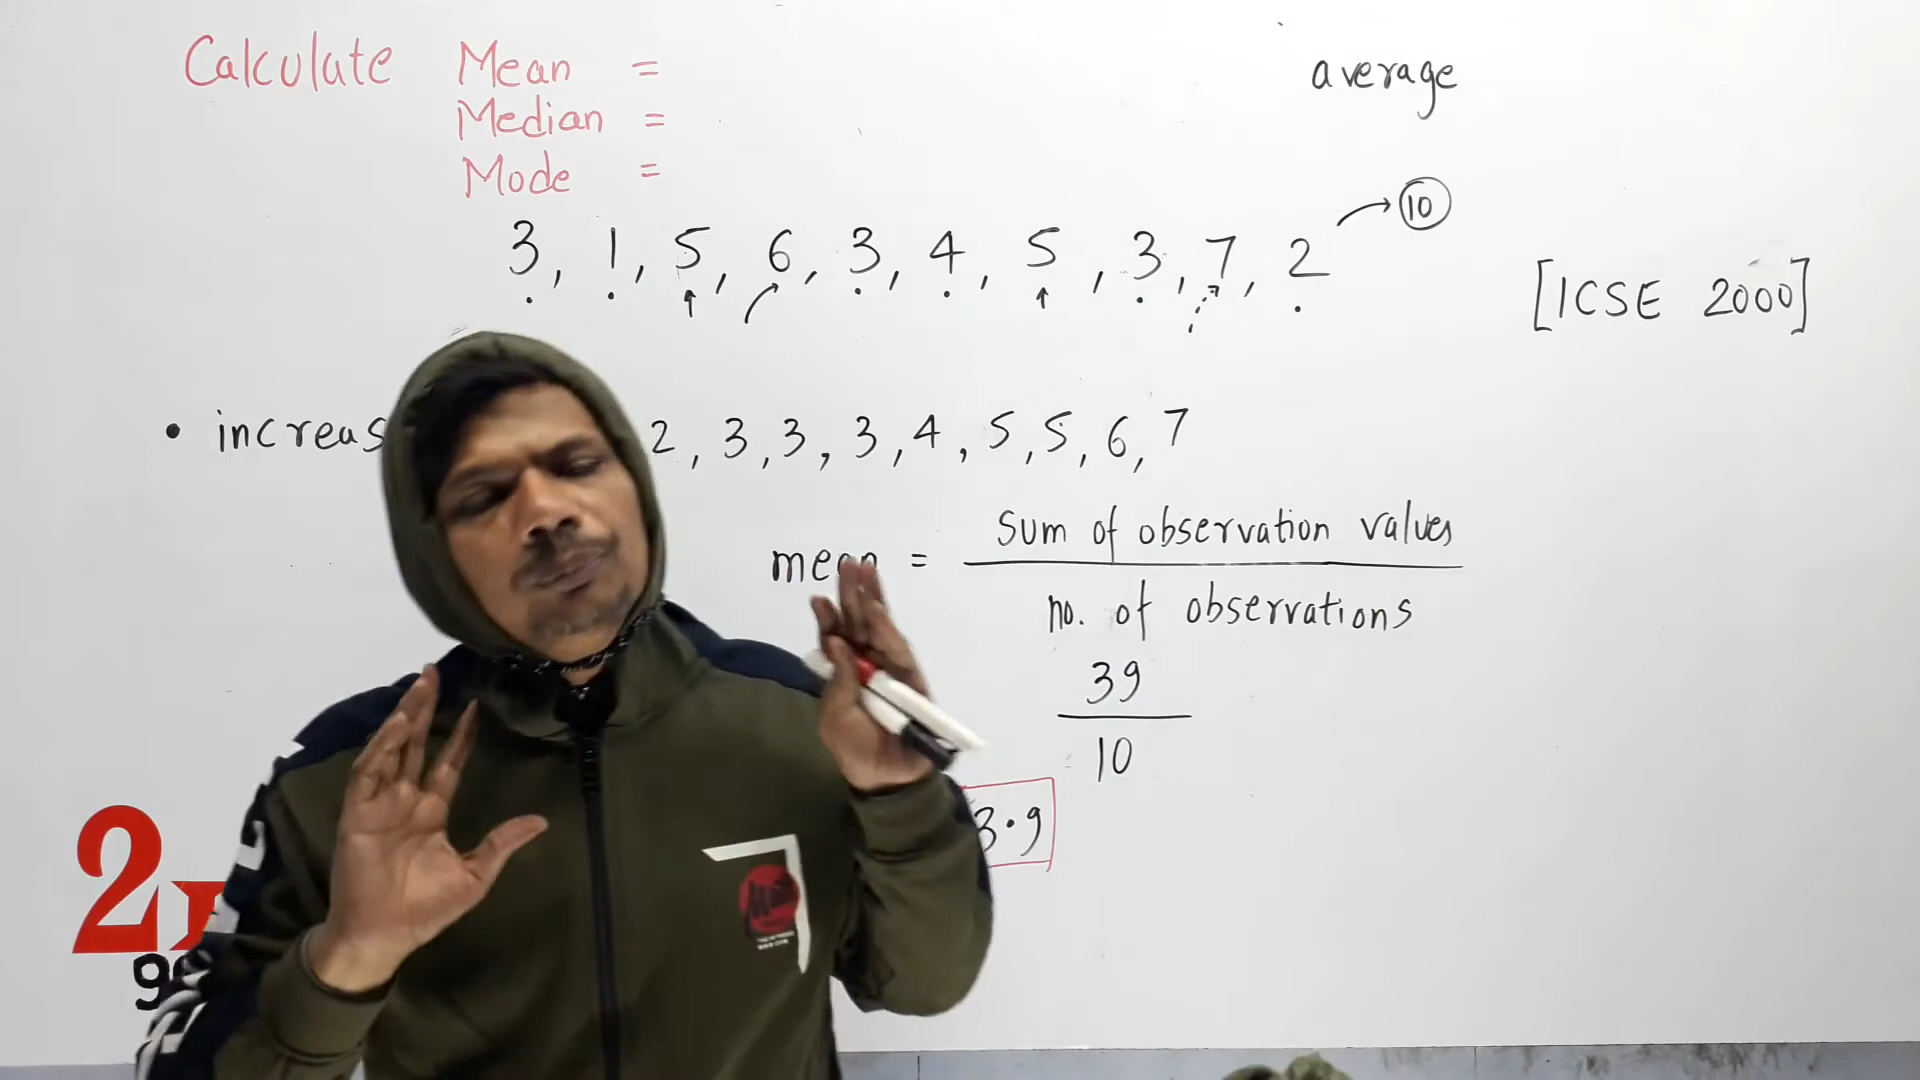 Calculate Mean =
average
Median =
Mode =
3, 1, 5, 6, 3, 4, 5, 3, 7, 2
10
[ICSE 2000]
• increas
2, 3, 3, 3, 4, 5, 5, 6, 7
mean = sum of observation values
no. of observations
39
10
3.9
2